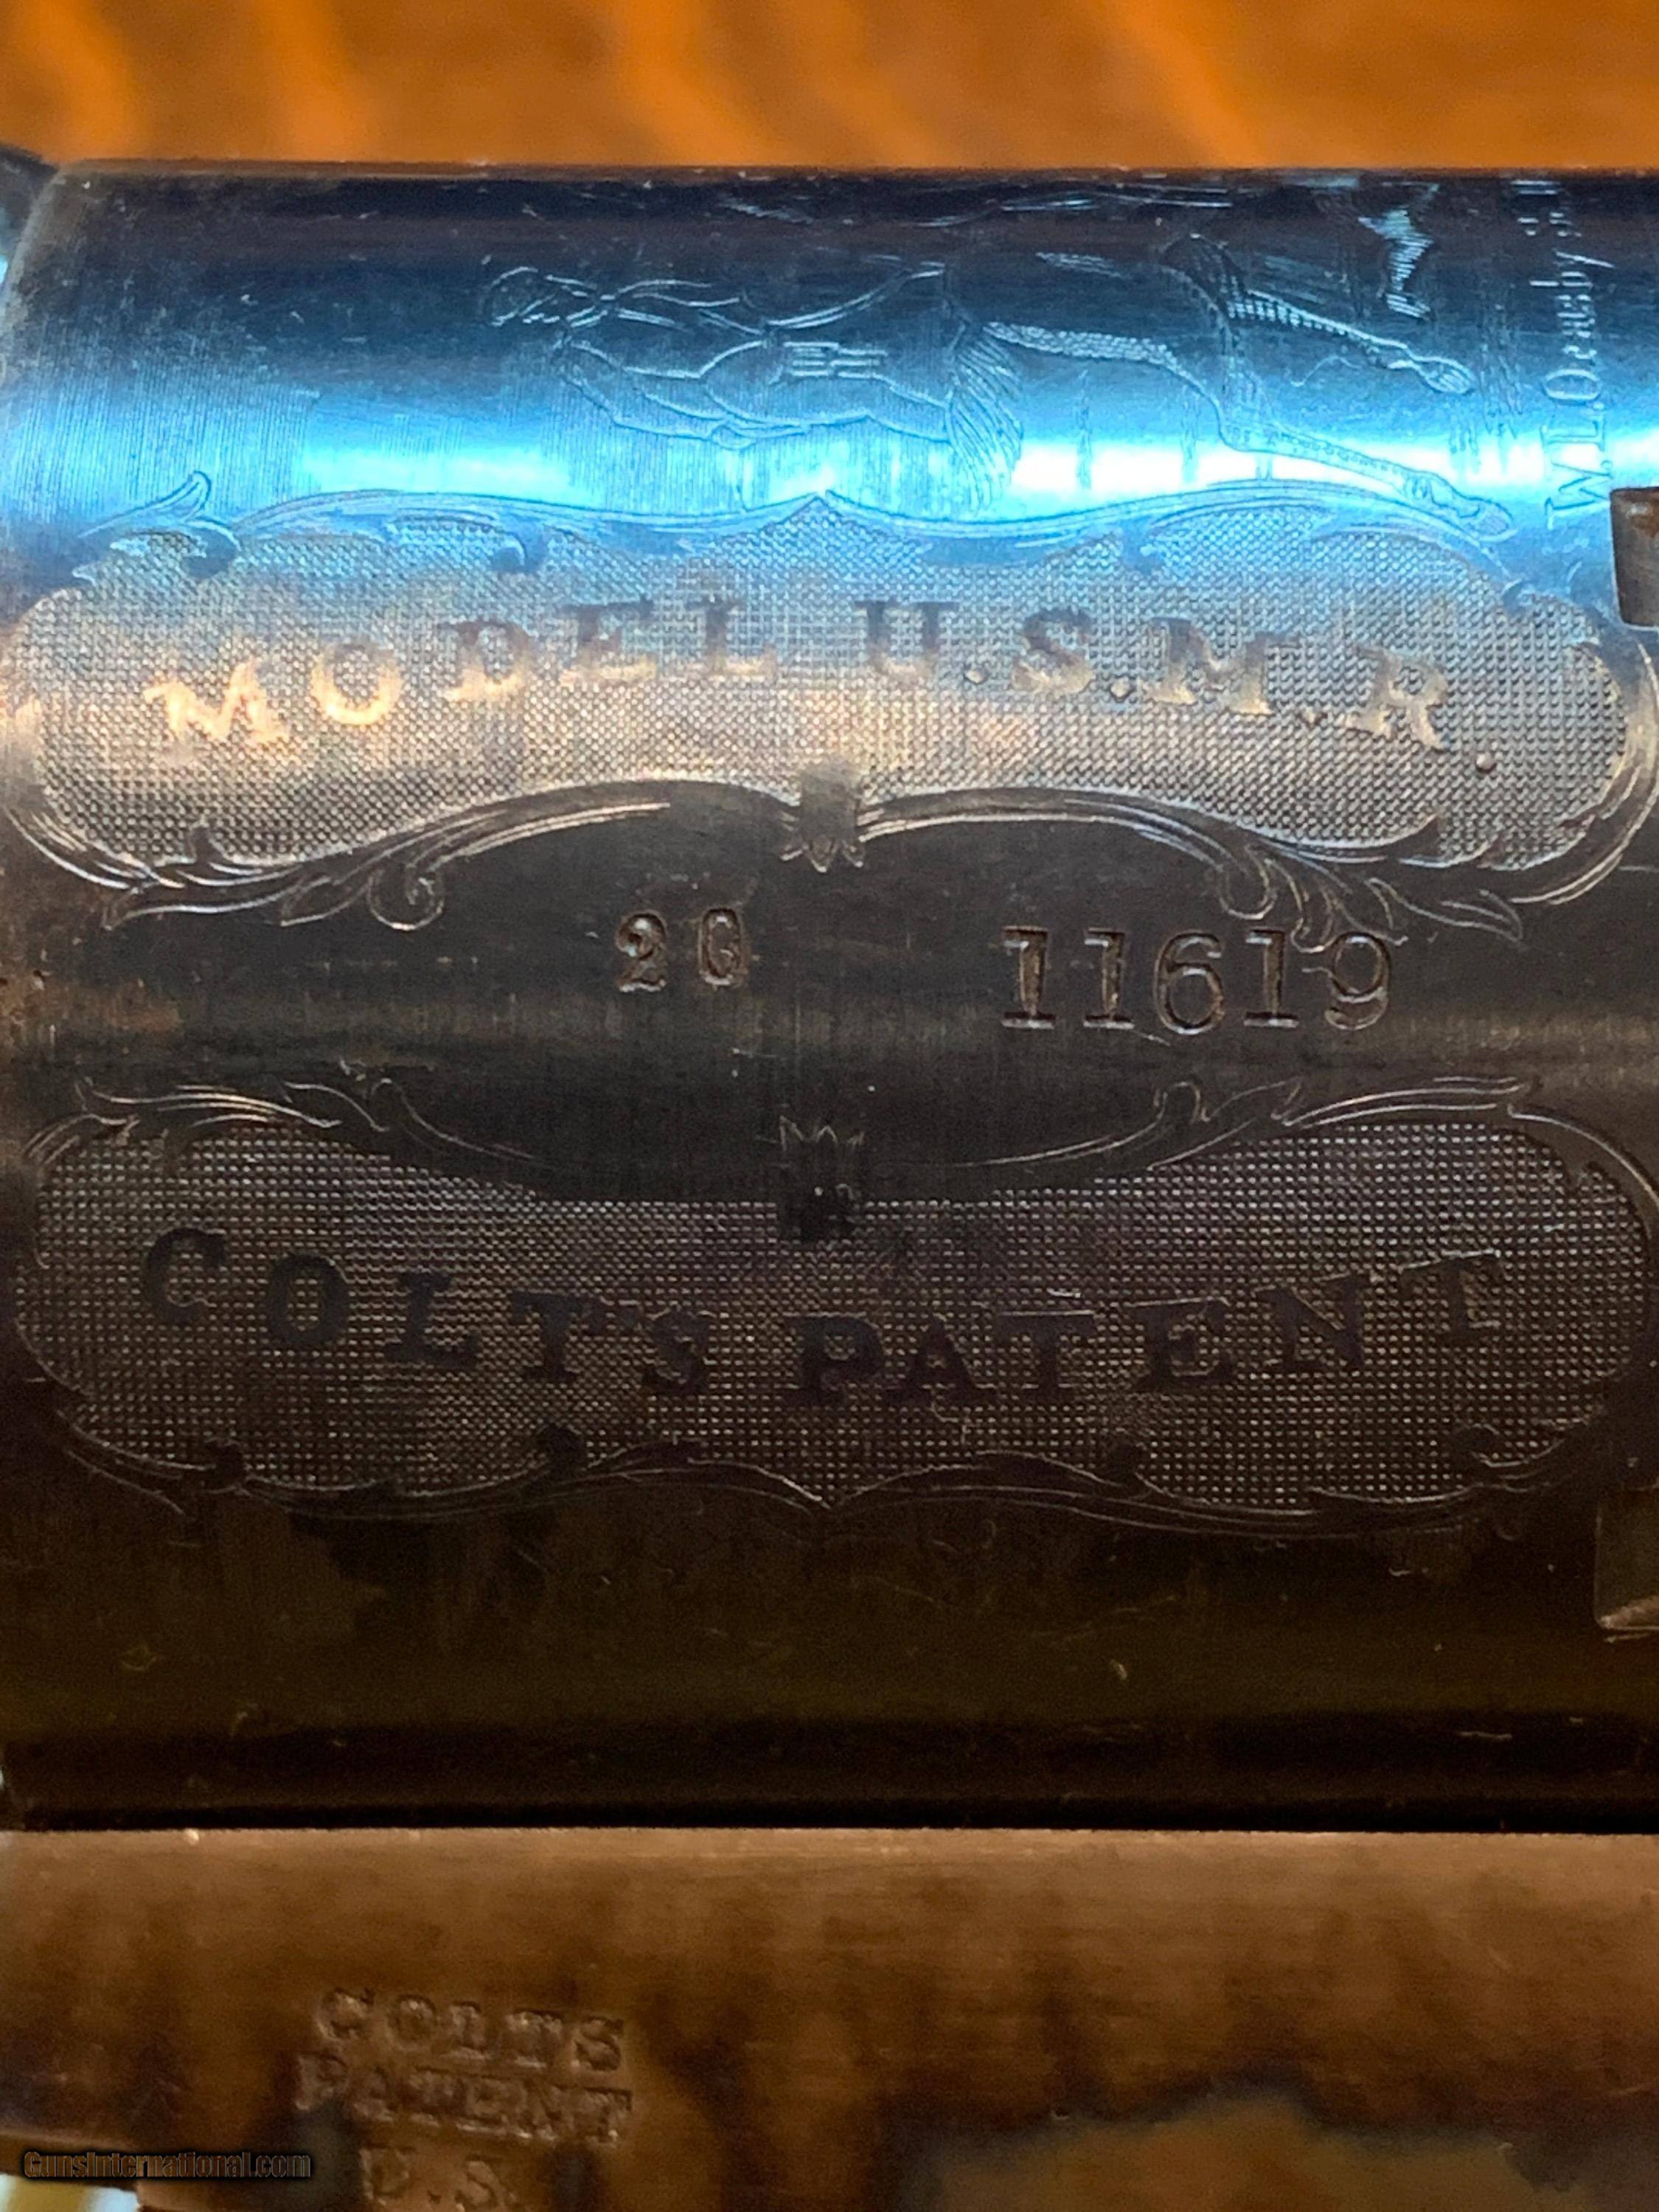 W.L.Ormsby
MODEL U.S.M.R.
20 11619
COLT'S PATENT
COLTS
PATENT
U.S.
GunsInternational.com